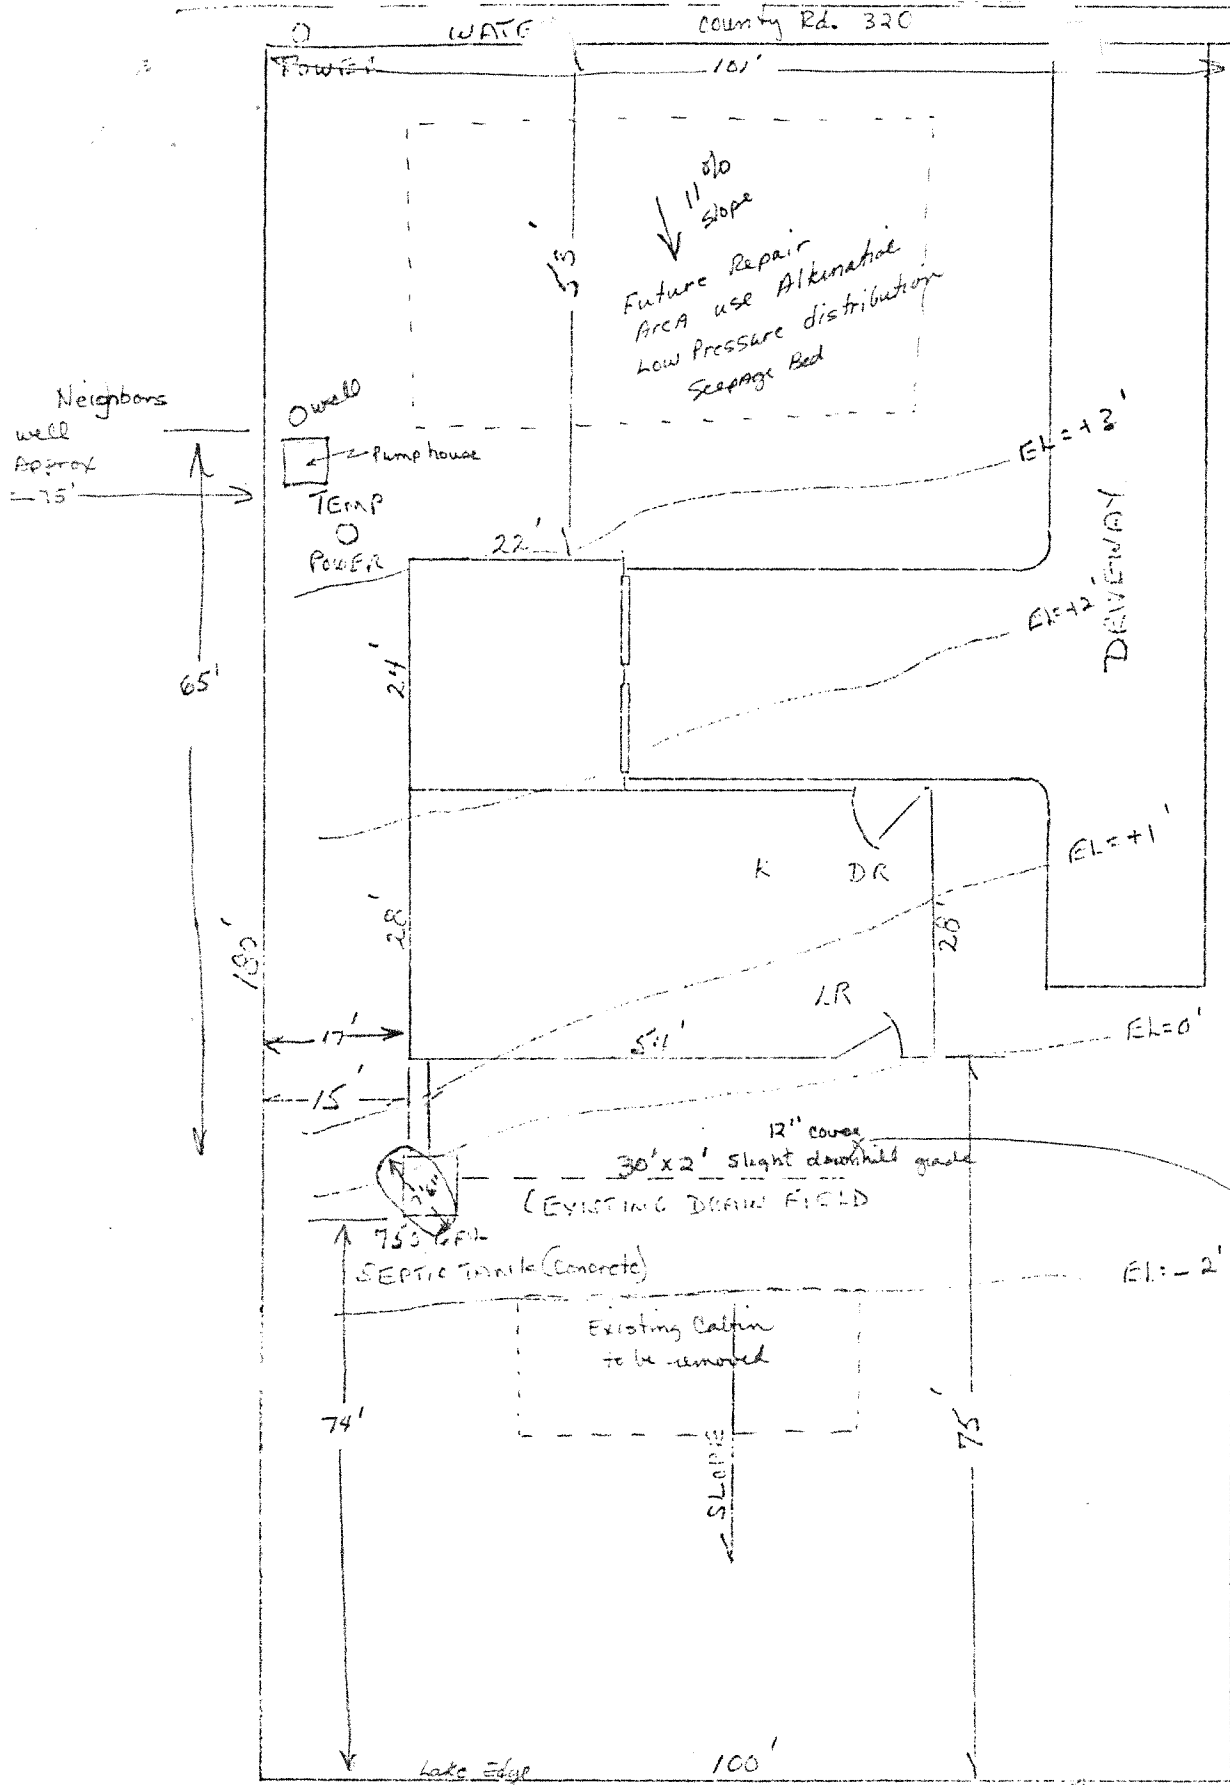 WATE
County Rd. 320
POWER
101'
11 %
slope
53'
Future Repair
Area use Alternative
Low Pressure distribution
Seepage Bed
Neighbors
well
Approx
75'
well
Pump house
TEMP
POWER
22'
EL=+3'
DRIVEWAY
EL=+2'
24'
65'
EL=+1'
K
DR
28'
28'
180'
LR
17'
EL=0'
15'
12" cover
30'x2' Slight downhill grade
(EXISTING DRAIN FIELD
750 GAL
SEPTIC TANK (Concrete)
EL=-2'
Existing Cabin
to be removed
74'
75'
SLOPE
Lake Edge
100'